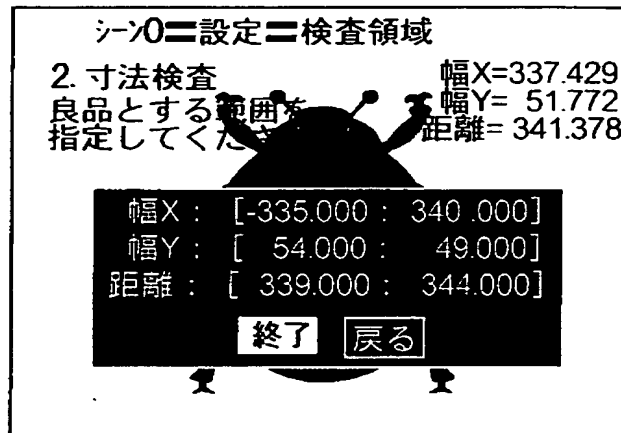 シーン0=設定=検査領域
2. 寸法検査
良品とする範囲を
指定してくださ
幅X=337.429
幅Y= 51.772
距離= 341.378
幅X : [-335.000 : 340.000]
幅Y : [ 54.000 : 49.000]
距離 : [ 339.000 : 344.000]
終了 戻る